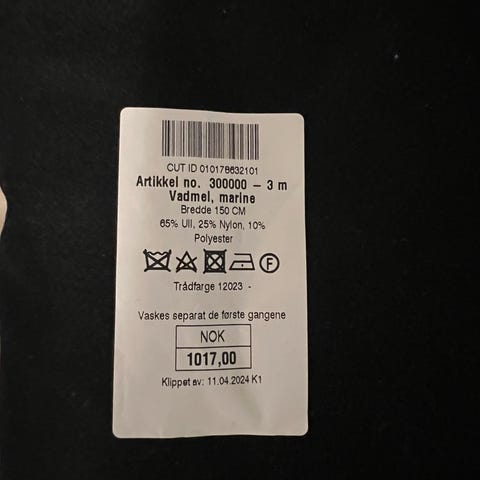 CUT ID 010178632101
Artikkel no. 300000 - 3 m
Vadmel, marine
Bredde 150 CM
65% Ull, 25% Nylon, 10%
Polyester
F
Trådfarge 12023 -
Vaskes separat de første gangene
NOK
1017,00
Klippet av: 11.04.2024 K1